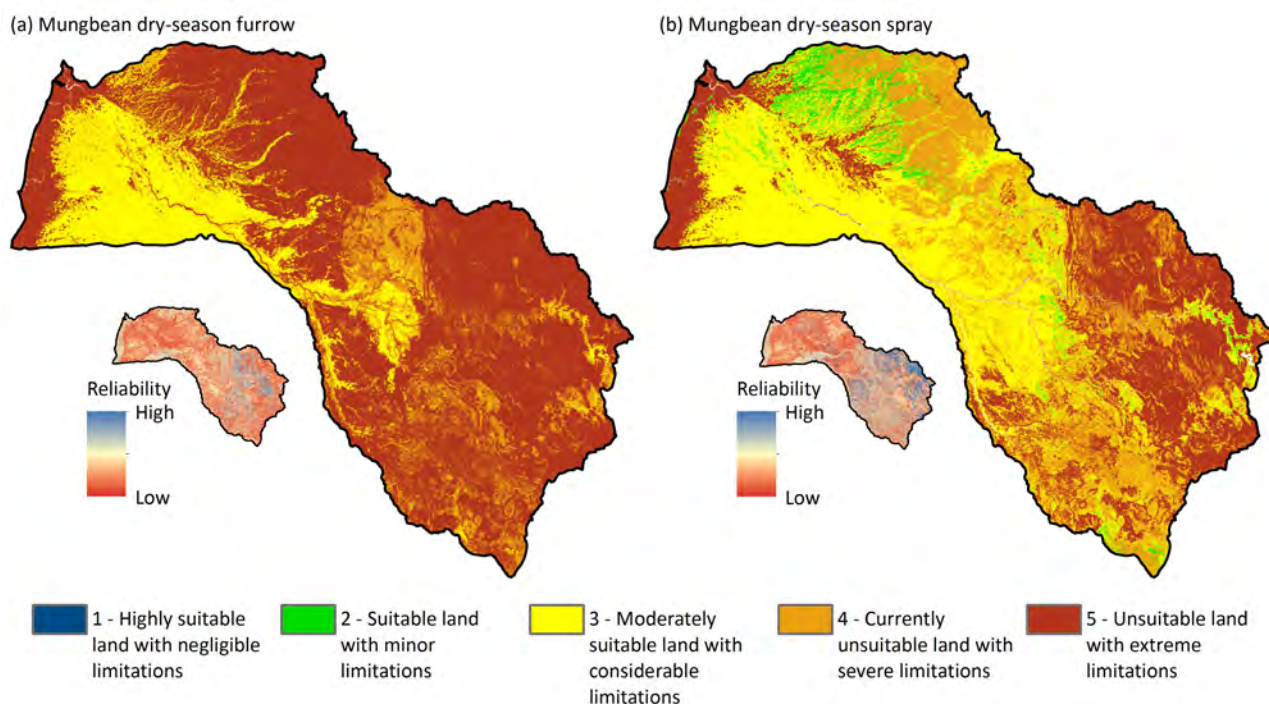 (a) Mungbean dry-season furrow
(b) Mungbean dry-season spray
Reliability
High
Low
Reliability
High
Low
1 - Highly suitable
land with negligible
limitations
2 - Suitable land
with minor
limitations
3 - Moderately
suitable land with
considerable
limitations
4 - Currently
unsuitable land with
severe limitations
5 - Unsuitable land
with extreme
limitations